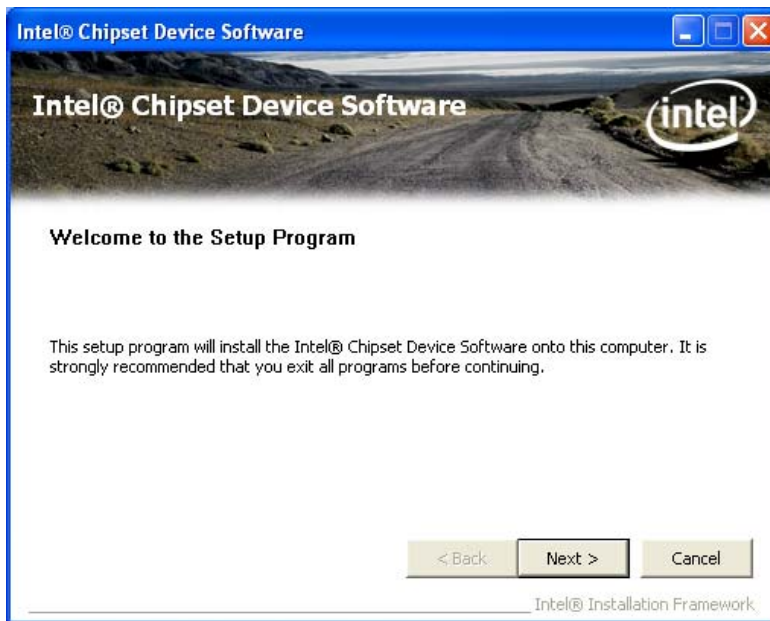 Intel® Chipset Device Software
Intel® Chipset Device Software
intel
Welcome to the Setup Program
This setup program will install the Intel® Chipset Device Software onto this computer. It is
strongly recommended that you exit all programs before continuing.
< Back
Next >
Cancel
Intel® Installation Framework